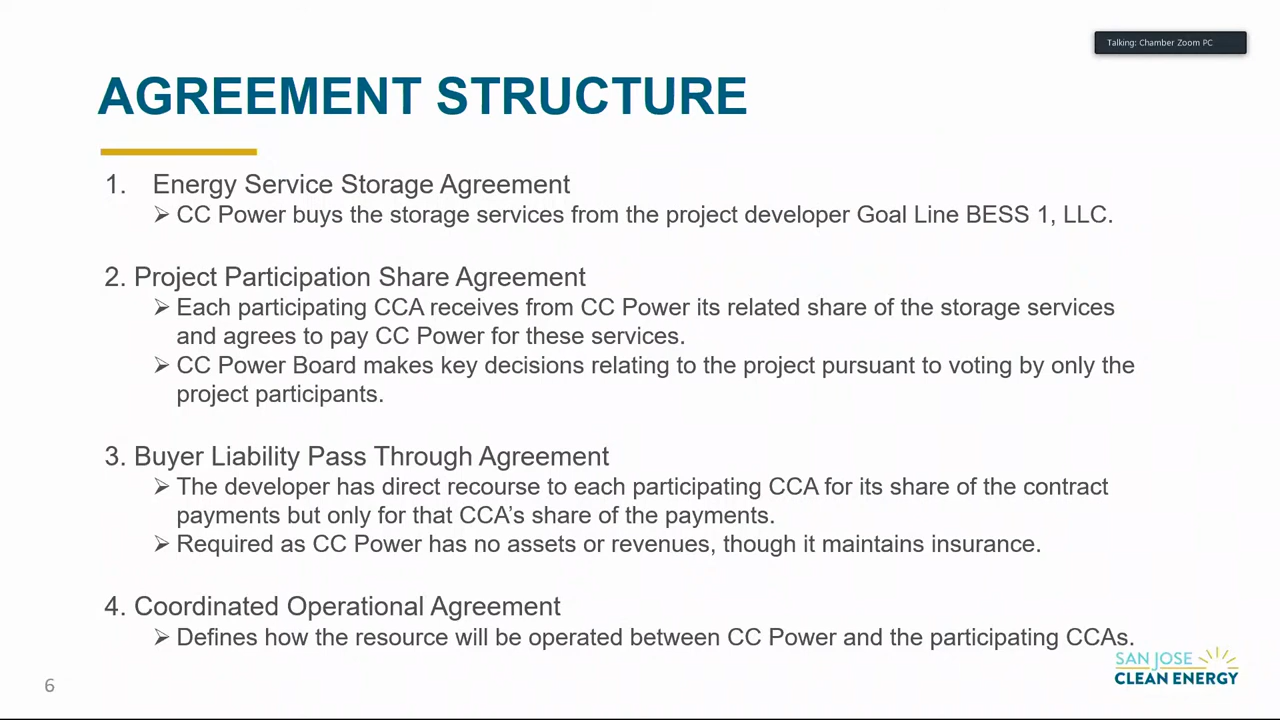 Talking: Chamber Zoom PC
AGREEMENT STRUCTURE
1. Energy Service Storage Agreement
➢ CC Power buys the storage services from the project developer Goal Line BESS 1, LLC.
2. Project Participation Share Agreement
➢ Each participating CCA receives from CC Power its related share of the storage services
and agrees to pay CC Power for these services.
➢ CC Power Board makes key decisions relating to the project pursuant to voting by only the
project participants.
3. Buyer Liability Pass Through Agreement
➢ The developer has direct recourse to each participating CCA for its share of the contract
payments but only for that CCA’s share of the payments.
➢ Required as CC Power has no assets or revenues, though it maintains insurance.
4. Coordinated Operational Agreement
➢ Defines how the resource will be operated between CC Power and the participating CCAs.
SAN JOSE
CLEAN ENERGY
6